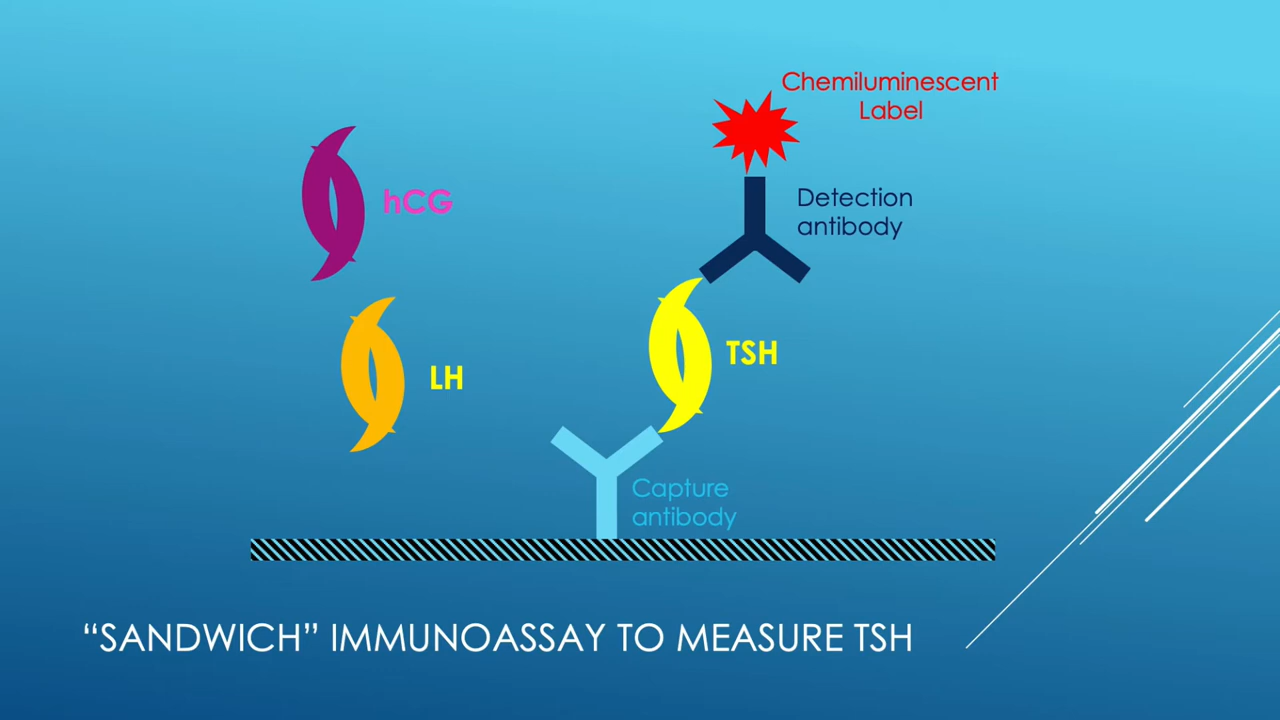 Chemiluminescent
Label
hCG
Detection
antibody
TSH
LH
Capture
antibody
“SANDWICH” IMMUNOASSAY TO MEASURE TSH